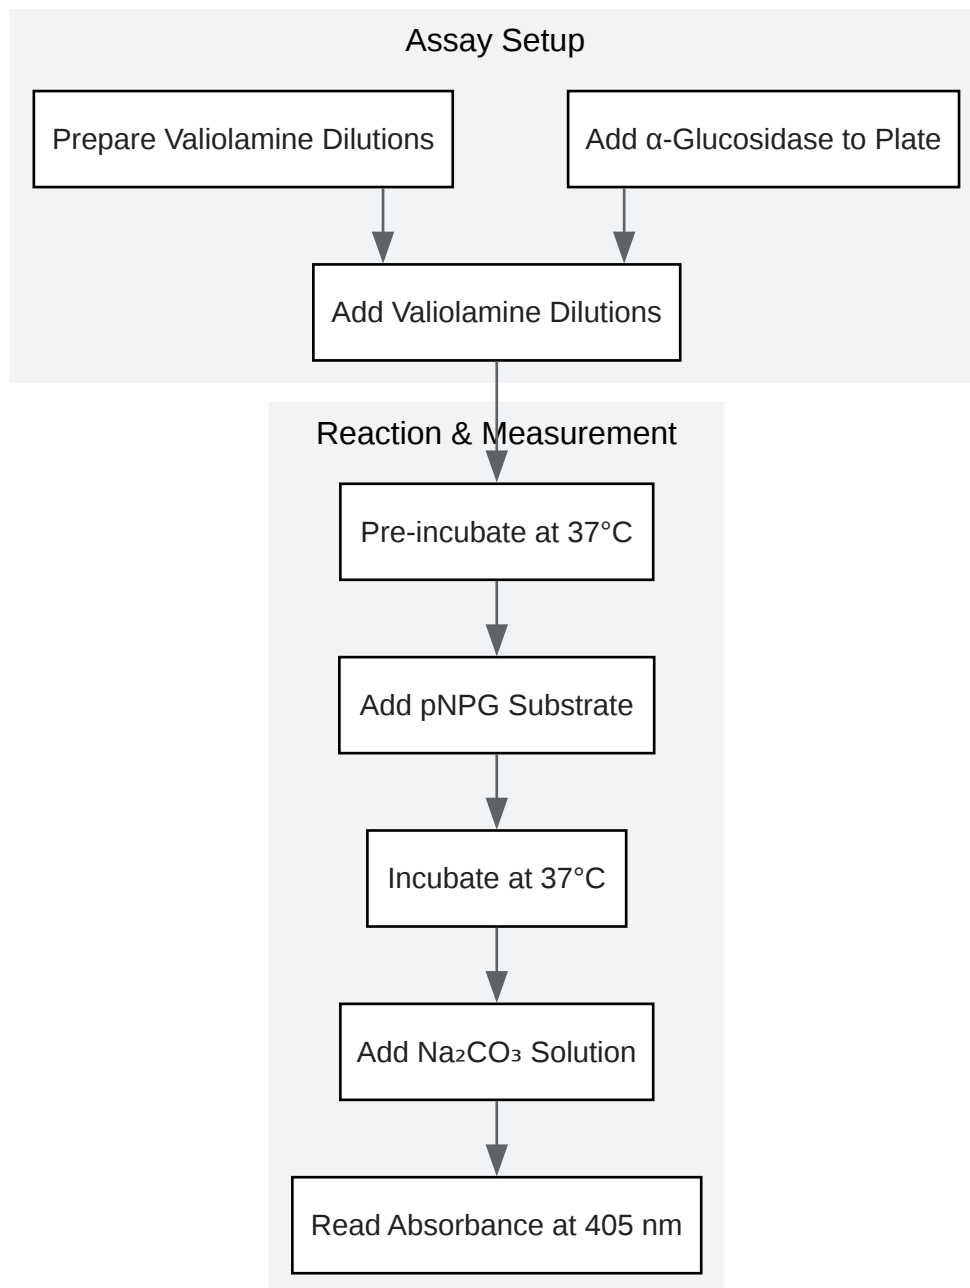 Assay Setup
Prepare Valiolamine Dilutions
Add α-Glucosidase to Plate
Add Valiolamine Dilutions
Reaction & Measurement
Pre-incubate at 37°C
Add pNPG Substrate
Incubate at 37°C
Add Na₂CO₃ Solution
Read Absorbance at 405 nm